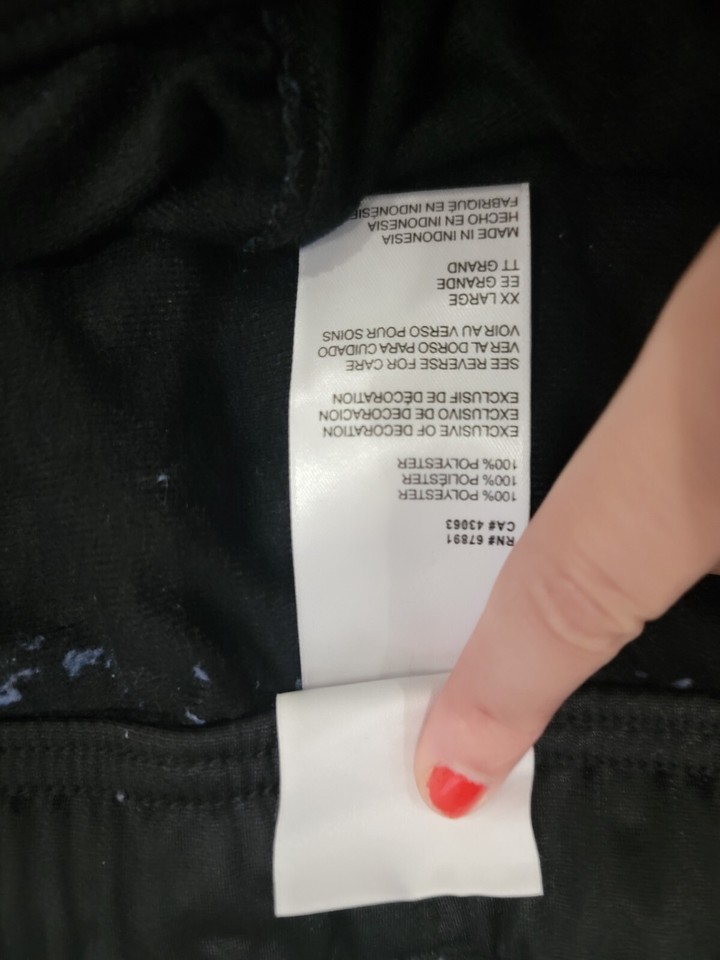 RN# 67891
CA# 43063
100% POLYESTER
100% POLIÉSTER
100% POLYESTER
EXCLUSIVE OF DECORATION
EXCLUSIVO DE DECORACION
EXCLUSIF DE DÉCORATION
SEE REVERSE FOR CARE
VER AL DORSO PARA CUIDADO
VOIR AU VERSO POUR SOINS
XX LARGE
EE GRANDE
TT GRAND
MADE IN INDONESIA
HECHO EN INDONESIA
FABRIQUÉ EN INDONÉSIE